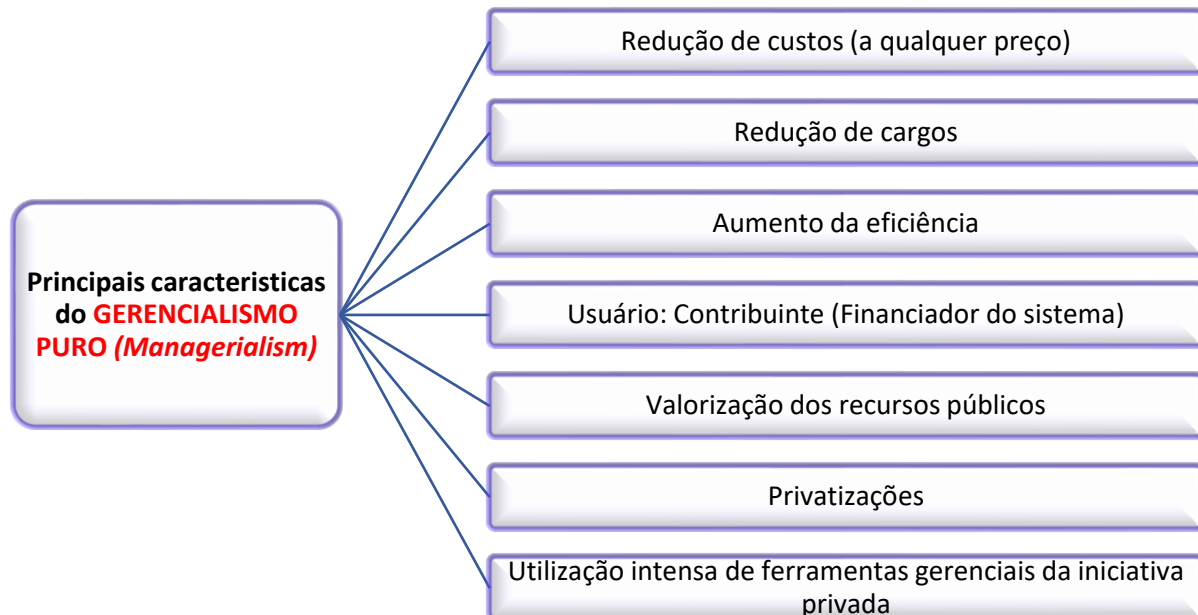 Redução de custos (a qualquer preço)
Redução de cargos
Aumento da eficiência
Principais caracteristicas
do GERENCIALISMO
PURO (Managerialism)
Usuário: Contribuinte (Financiador do sistema)
Valorização dos recursos públicos
Privatizações
Utilização intensa de ferramentas gerenciais da iniciativa
privada